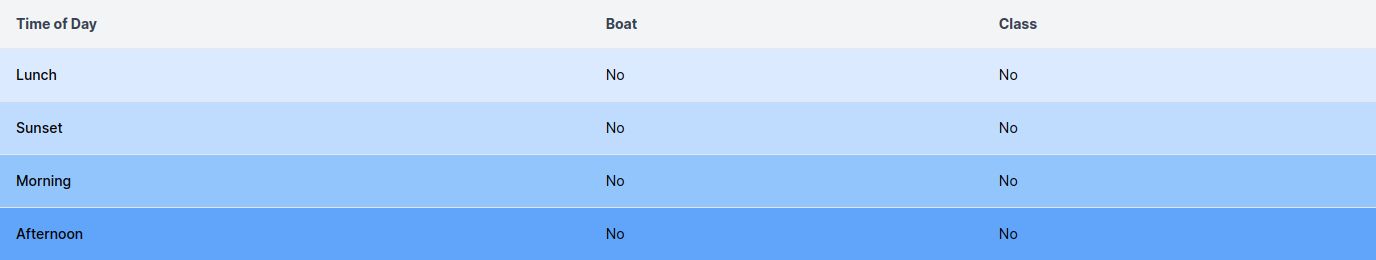 Time of Day Boat Class
Lunch No No
Sunset No No
Morning No No
Afternoon No No